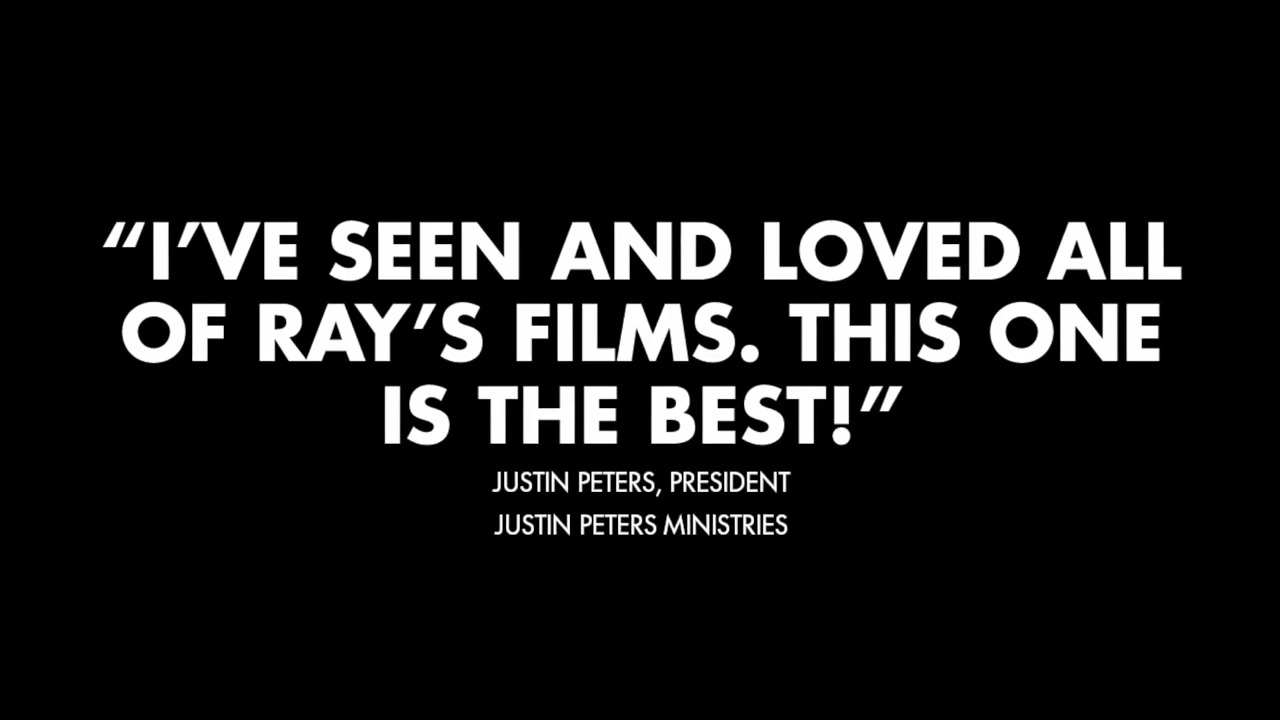 “I’VE SEEN AND LOVED ALL
OF RAY’S FILMS. THIS ONE
IS THE BEST!”
JUSTIN PETERS, PRESIDENT
JUSTIN PETERS MINISTRIES